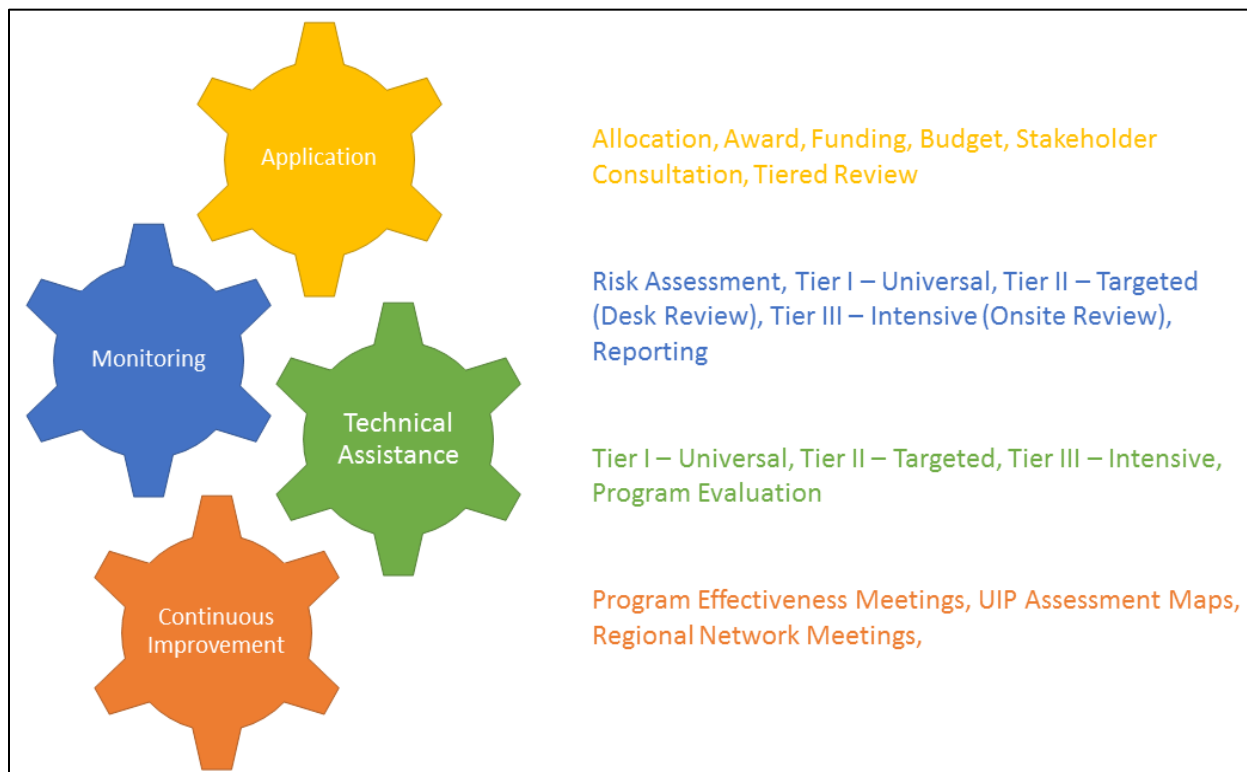 Application
Allocation, Award, Funding, Budget, Stakeholder
Consultation, Tiered Review
Monitoring
Risk Assessment, Tier I – Universal, Tier II – Targeted
(Desk Review), Tier III – Intensive (Onsite Review),
Reporting
Technical
Assistance
Tier I – Universal, Tier II – Targeted, Tier III – Intensive,
Program Evaluation
Continuous
Improvement
Program Effectiveness Meetings, UIP Assessment Maps,
Regional Network Meetings,